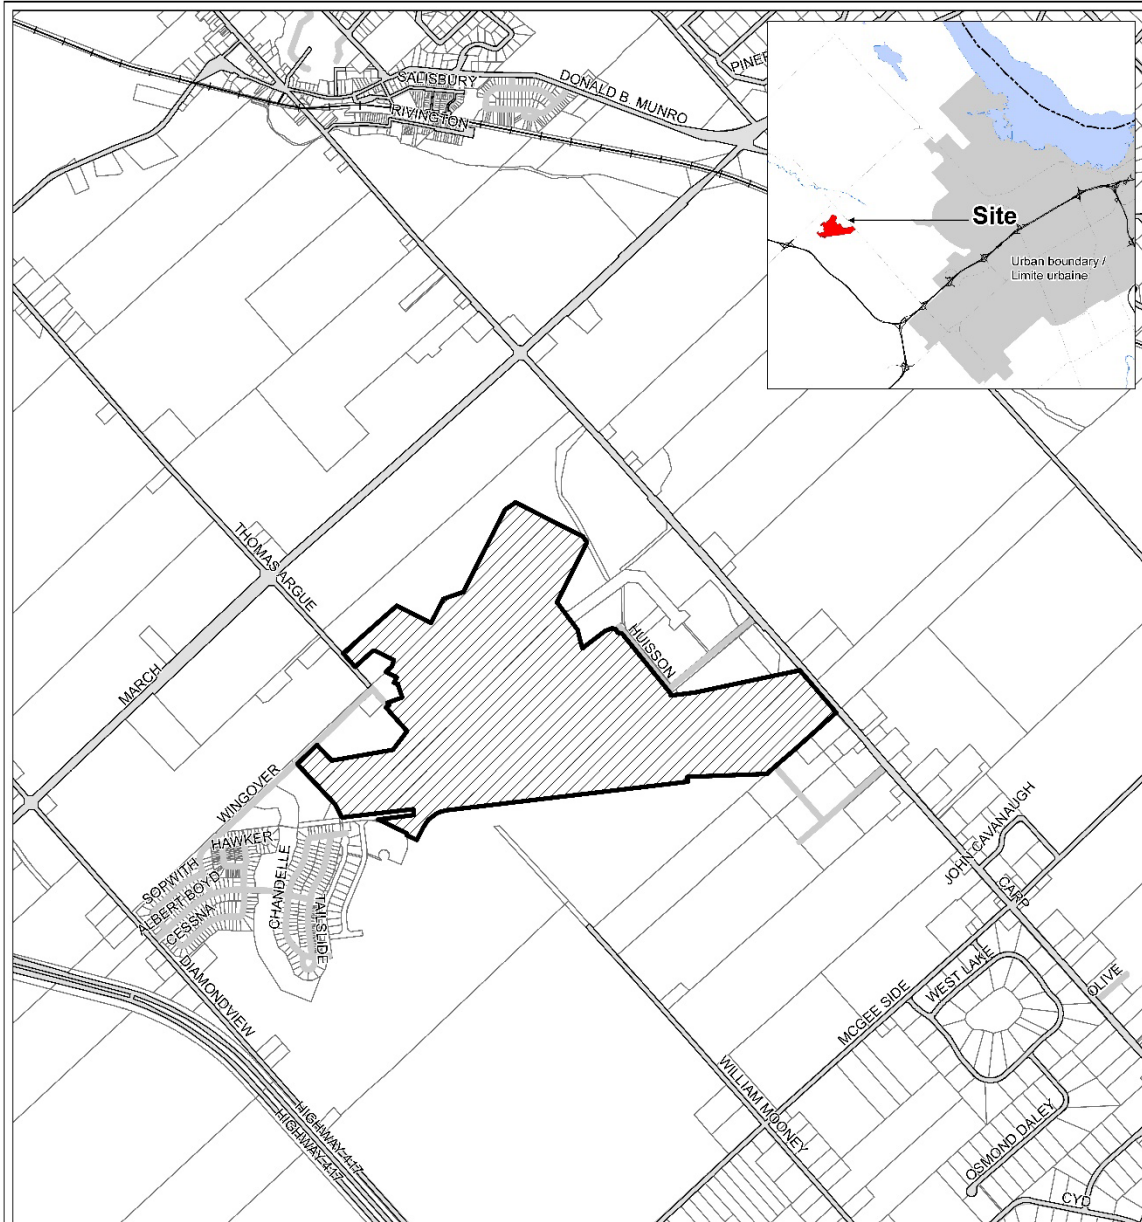 SALISBURY
DONALD B. MUNRO
RIVINGTON
Site
Urban boundary /
Limite urbaine
THOMAS ARGUE
HUISSON
MARCH
WINGOVER
HAWKER
SOPWITH
ALBERT BOYD
CESSNA
CHANDELLE
TAILSLIDE
DIAMONDVIEW
JOHN CAVANAUGH
CARP
OLIVE
WEST LAKE
MCGEE SIDE
WILLIAM MOONEY
OSMOND DALEY
HIGHWAY 417
HIGHWAY 417
CYD